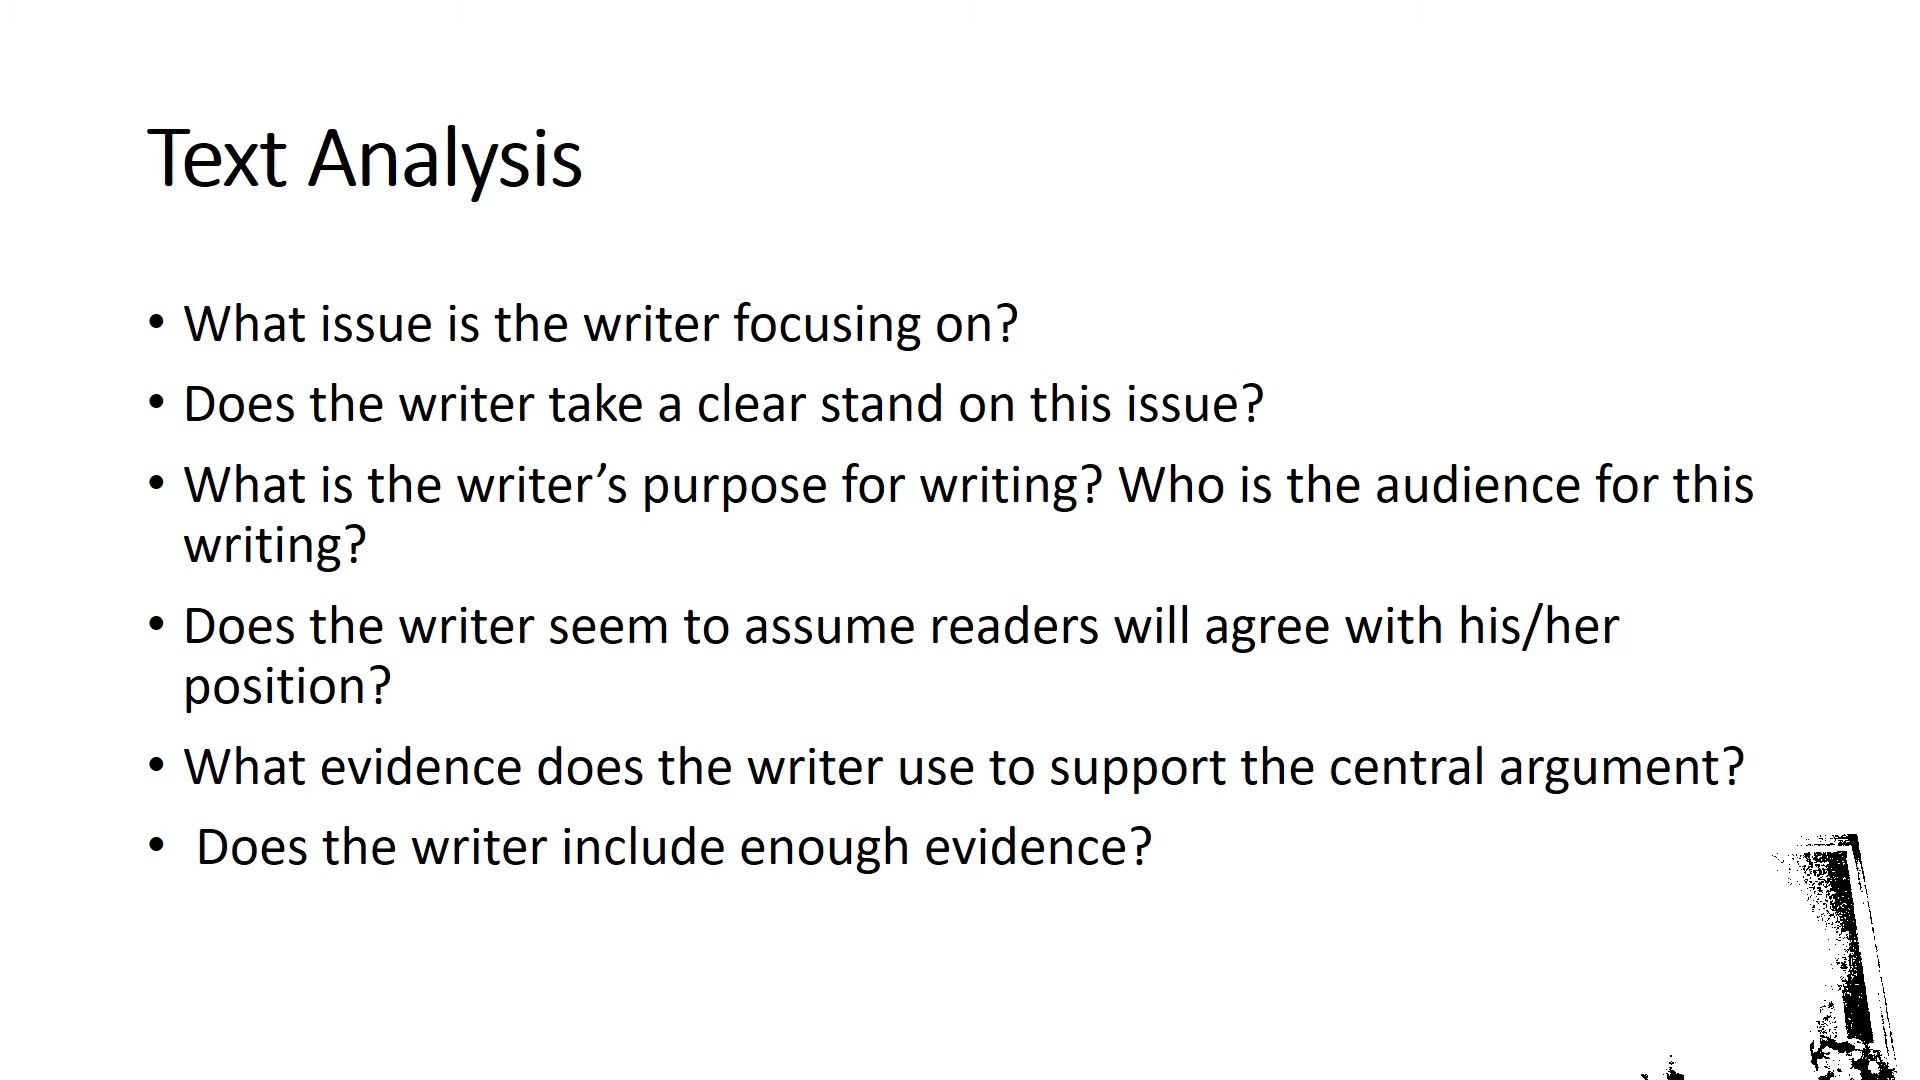 Text Analysis
• What issue is the writer focusing on?
• Does the writer take a clear stand on this issue?
• What is the writer’s purpose for writing? Who is the audience for this
writing?
• Does the writer seem to assume readers will agree with his/her
position?
• What evidence does the writer use to support the central argument?
• Does the writer include enough evidence?